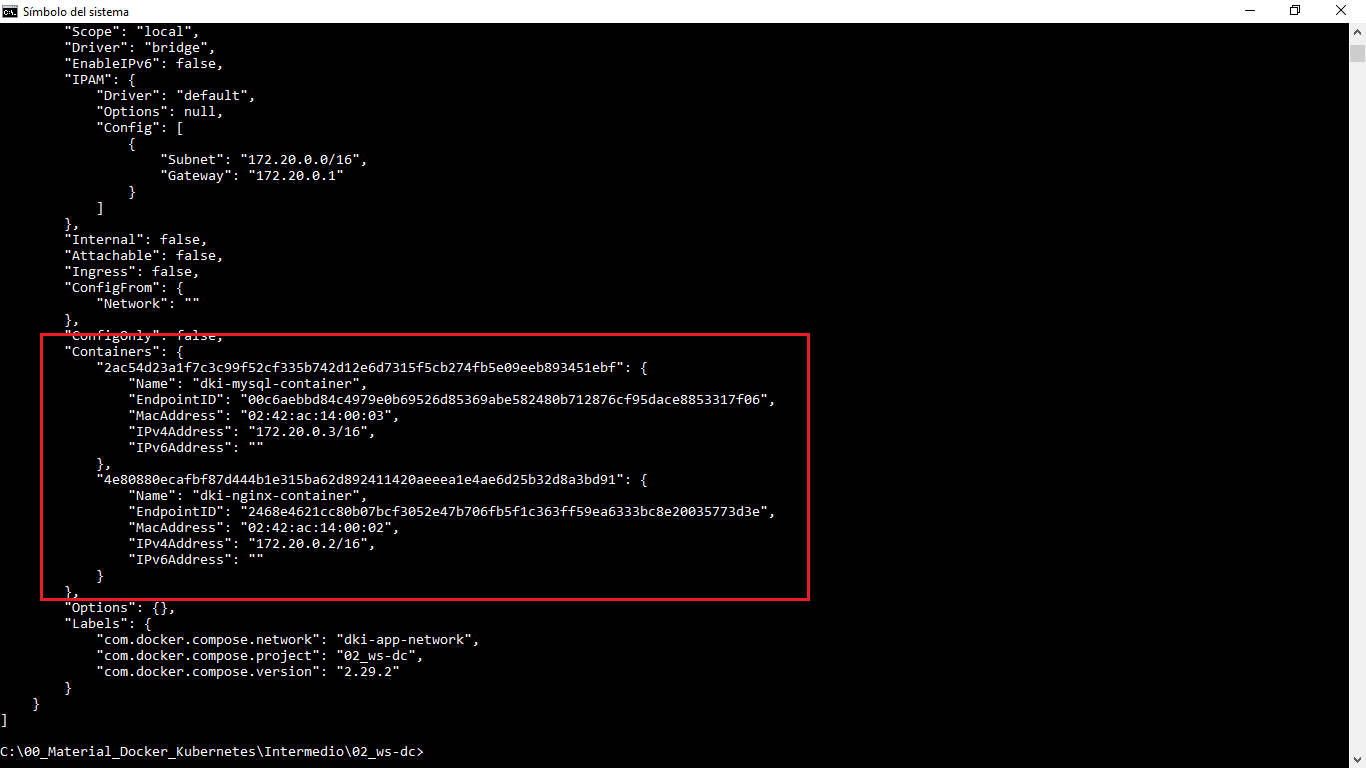 Símbolo del sistema
"Scope": "local",
"Driver": "bridge",
"EnableIPv6": false,
"IPAM": {
"Driver": "default",
"Options": null,
"Config": [
{
"Subnet": "172.20.0.0/16",
"Gateway": "172.20.0.1"
}
]
},
"Internal": false,
"Attachable": false,
"Ingress": false,
"ConfigFrom": {
"Network": ""
},
"ConfigOnly": false,
"Containers": {
"2ac54d23a1f7c3c99f52cf335b742d12e6d7315f5cb274fb5e09eeb893451ebf": {
"Name": "dki-mysql-container",
"EndpointID": "00c6aebbd84c4979e0b69526d85369abe582480b712876cf95dace8853317f06",
"MacAddress": "02:42:ac:14:00:03",
"IPv4Address": "172.20.0.3/16",
"IPv6Address": ""
},
"4e80880ecafbf87d444b1e315ba62d892411420aeeea1e4ae6d25b32d8a3bd91": {
"Name": "dki-nginx-container",
"EndpointID": "2468e4621cc80b07bcf3052e47b706fb5f1c363ff59ea6333bc8e20035773d3e",
"MacAddress": "02:42:ac:14:00:02",
"IPv4Address": "172.20.0.2/16",
"IPv6Address": ""
}
},
"Options": {},
"Labels": {
"com.docker.compose.network": "dki-app-network",
"com.docker.compose.project": "02_ws-dc",
"com.docker.compose.version": "2.29.2"
}
}
]
C:\00_Material_Docker_Kubernetes\Intermedio\02_ws-dc>